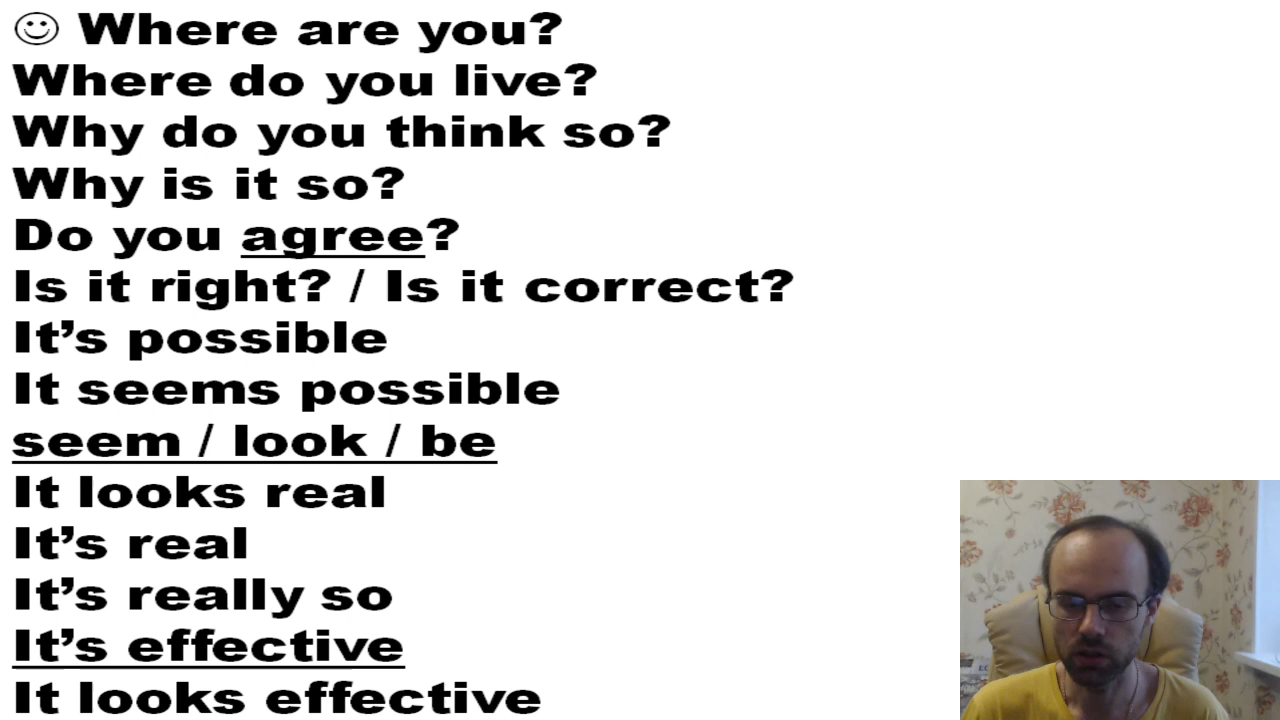 ☺ Where are you?
Where do you live?
Why do you think so?
Why is it so?
Do you agree?
Is it right? / Is it correct?
It’s possible
It seems possible
seem / look / be
It looks real
It’s real
It’s really so
It’s effective
It looks effective